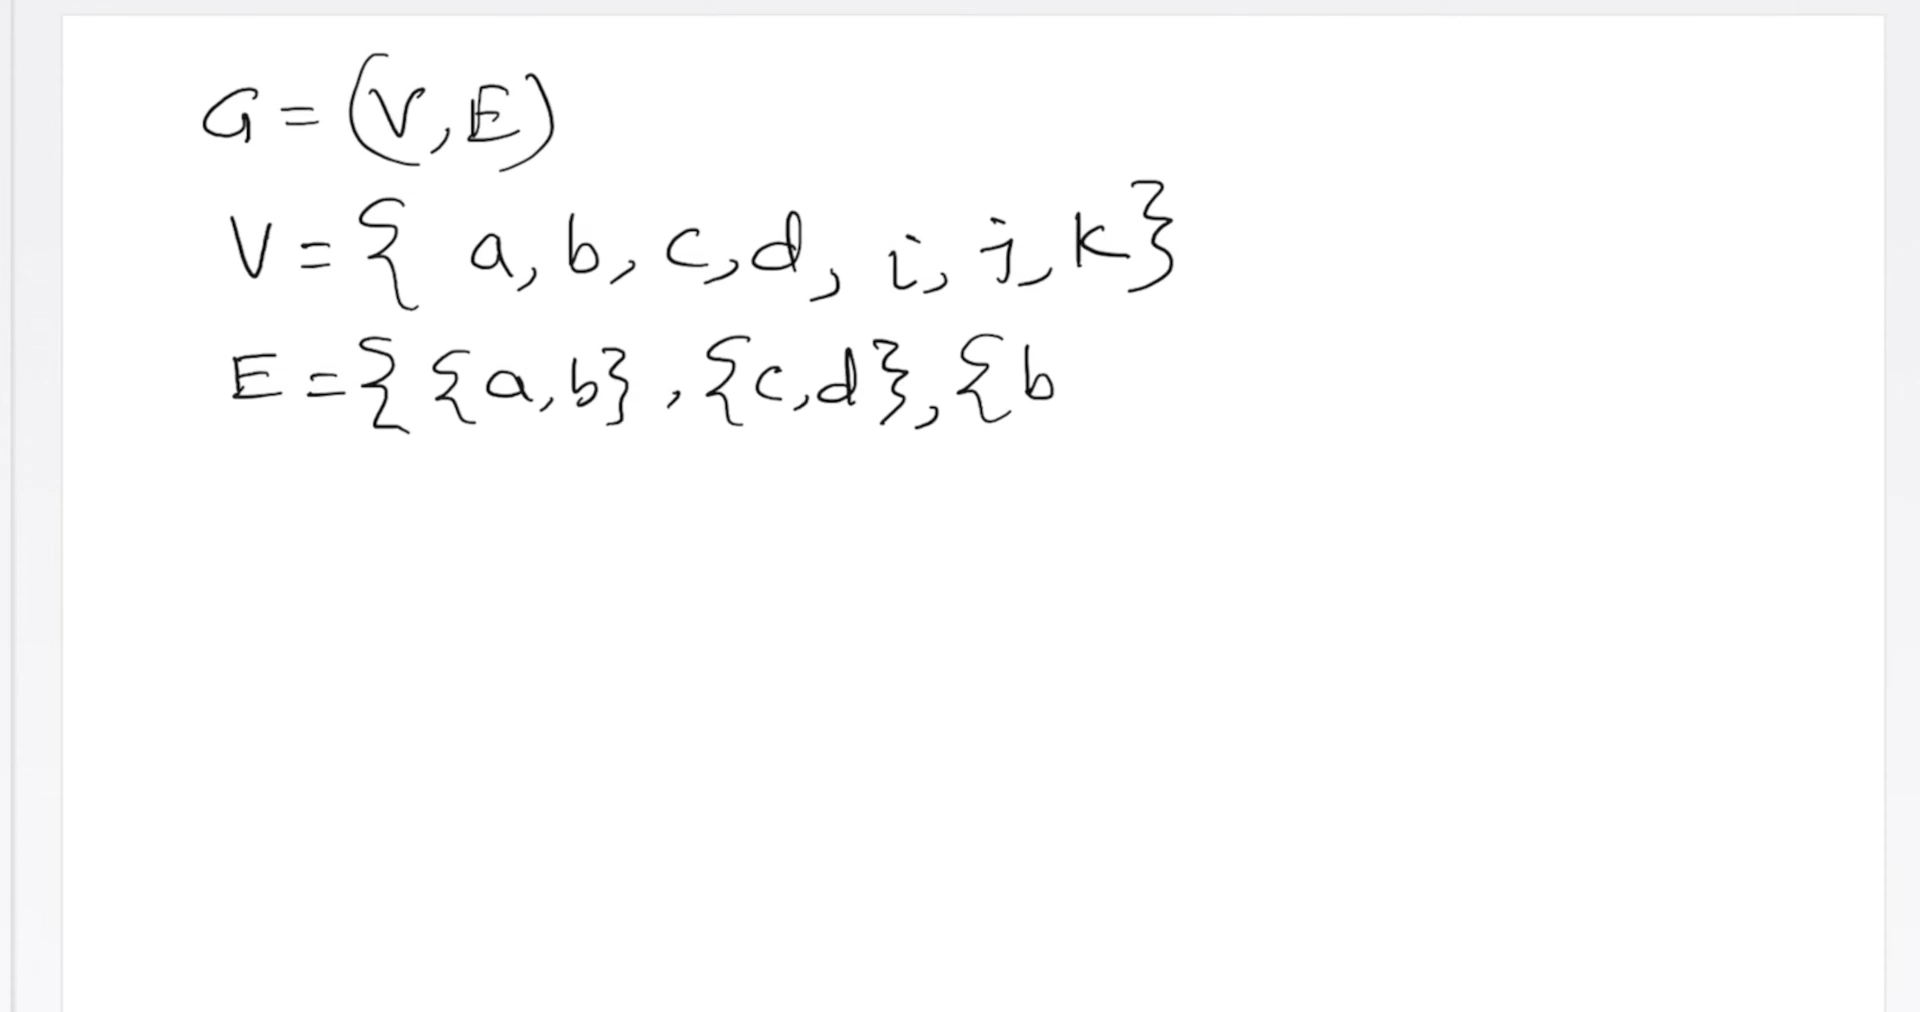 G = (V, E)
V = { a, b, c, d, i, j, k}
E = { {a, b}, {c, d}, {b